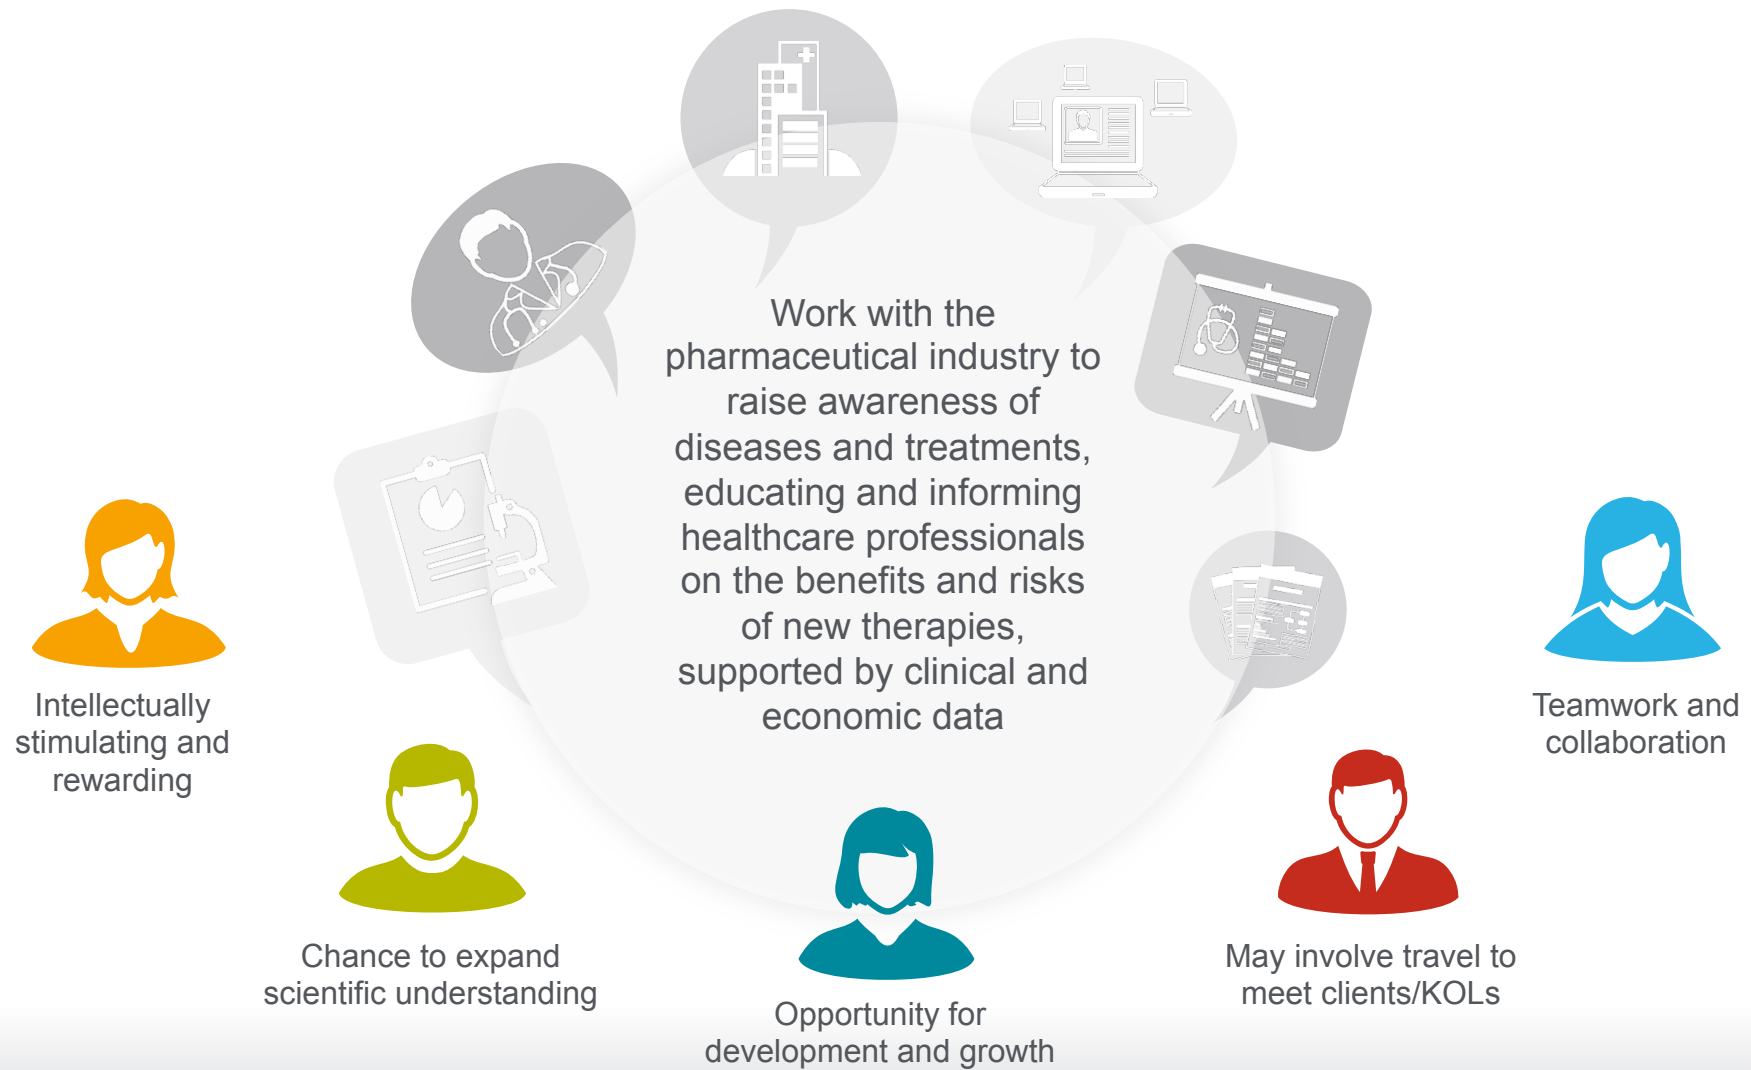 Work with the
pharmaceutical industry to
raise awareness of
diseases and treatments,
educating and informing
healthcare professionals
on the benefits and risks
of new therapies,
supported by clinical and
economic data
Intellectually
stimulating and
rewarding
Chance to expand
scientific understanding
Opportunity for
development and growth
May involve travel to
meet clients/KOLs
Teamwork and
collaboration